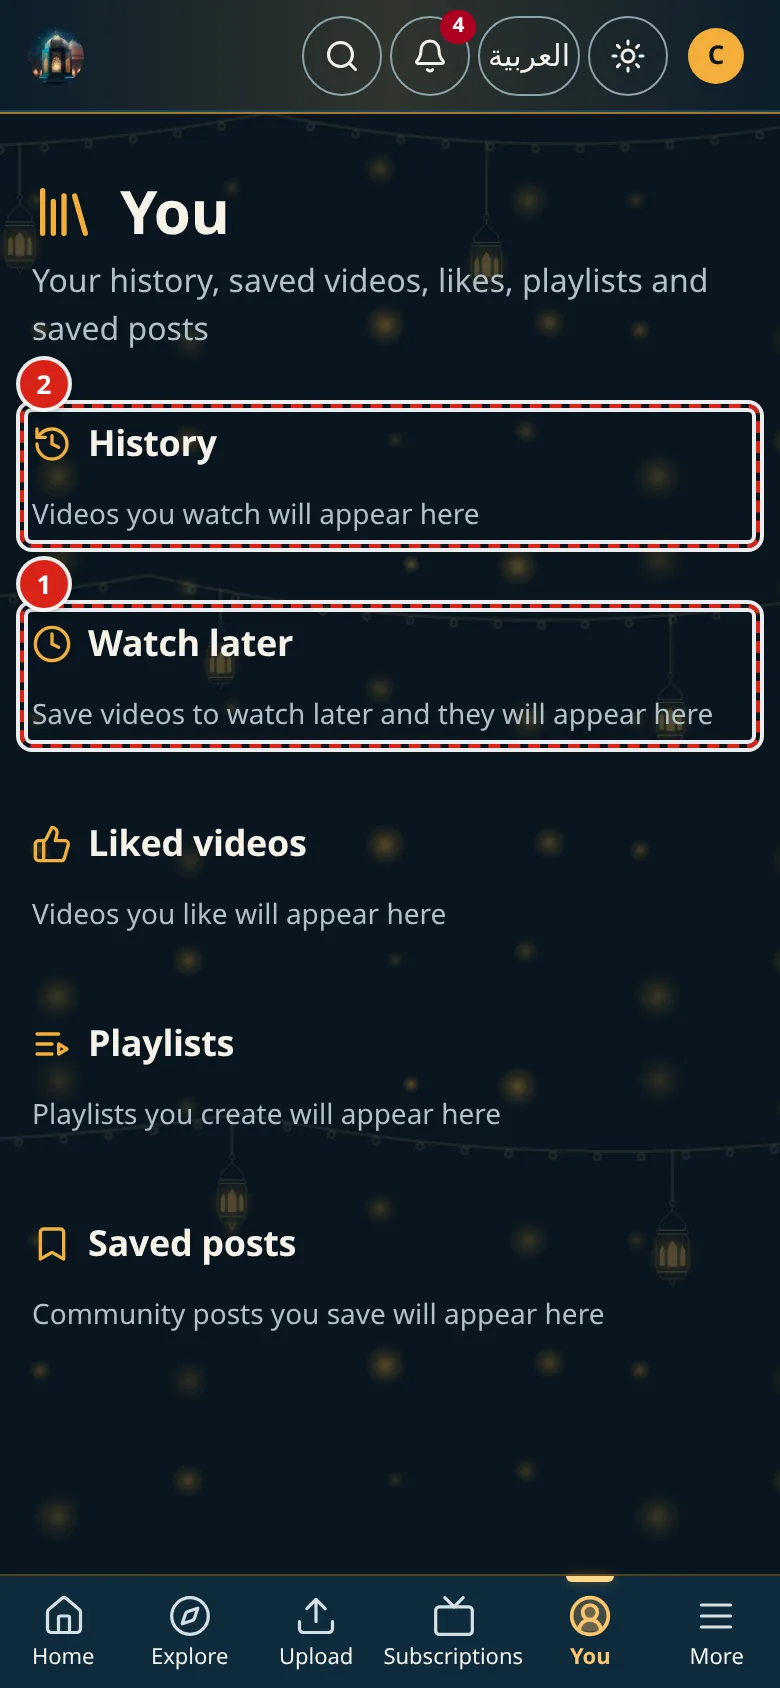 4
العربية
C
You
Your history, saved videos, likes, playlists and
saved posts
2
History
Videos you watch will appear here
1
Watch later
Save videos to watch later and they will appear here
Liked videos
Videos you like will appear here
Playlists
Playlists you create will appear here
Saved posts
Community posts you save will appear here
Home
Explore
Upload
Subscriptions
You
More